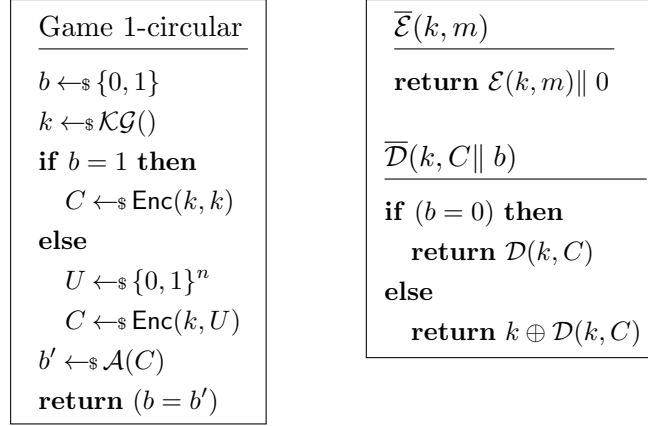 Game 1-circular
b ←$ {0, 1}
k ←$ 𝒦𝒢()
if b = 1 then
C ←$ Enc(k, k)
else
U ←$ {0, 1}ⁿ
C ←$ Enc(k, U)
b′ ←$ 𝒜(C)
return (b = b′)
ℰ̅(k, m)
return ℰ(k, m)‖ 0
𝒟̅(k, C‖ b)
if (b = 0) then
return 𝒟(k, C)
else
return k ⊕ 𝒟(k, C)